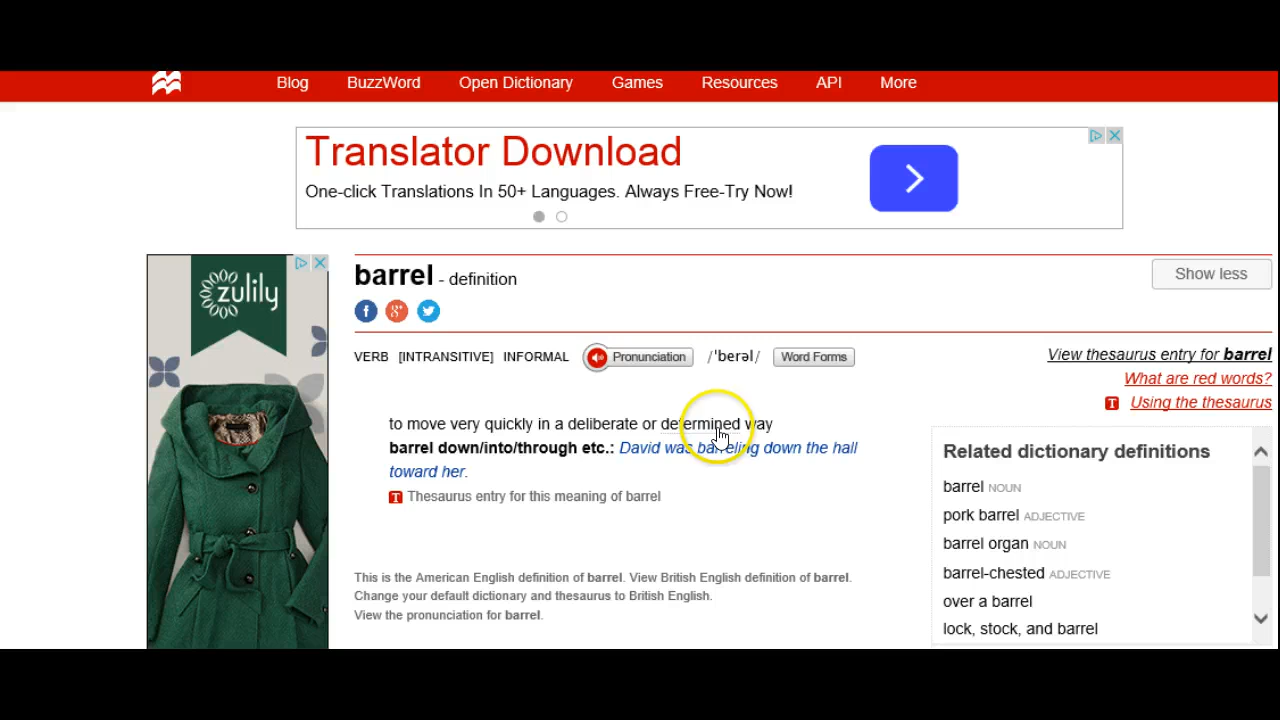 Blog BuzzWord Open Dictionary Games Resources API More
Translator Download
One-click Translations In 50+ Languages. Always Free-Try Now!
zulily
barrel - definition
Show less
VERB [INTRANSITIVE] INFORMAL Pronunciation /ˈberəl/ Word Forms
View thesaurus entry for barrel
What are red words?
T Using the thesaurus
to move very quickly in a deliberate or determined way
barrel down/into/through etc.: David was barreling down the hall
toward her.
T Thesaurus entry for this meaning of barrel
This is the American English definition of barrel. View British English definition of barrel.
Change your default dictionary and thesaurus to British English.
View the pronunciation for barrel.
Related dictionary definitions
barrel NOUN
pork barrel ADJECTIVE
barrel organ NOUN
barrel-chested ADJECTIVE
over a barrel
lock, stock, and barrel